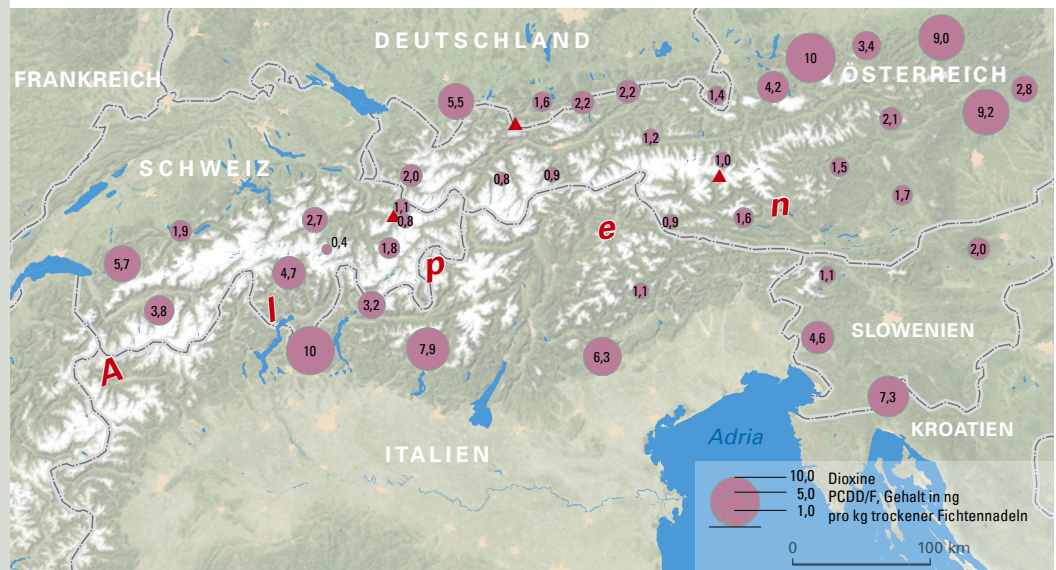 DEUTSCHLAND
9,0
3,4
10
FRANKREICH
ÖSTERREICH
4,2
2,8
5,5
1,6
2,2
2,2
1,4
9,2
2,1
1,2
SCHWEIZ
2,0
0,8
0,9
1,0
1,5
1,7
1,1
0,8
2,7
1,9
0,9
1,6
n
e
0,4
1,8
2,0
5,7
4,7
p
1,1
1,1
3,8
l
3,2
4,6
SLOWENIEN
10
7,9
6,3
A
7,3
KROATIEN
Adria
ITALIEN
10,0 Dioxine
5,0 PCDD/F, Gehalt in ng
1,0 pro kg trockener Fichtennadeln
0 100 km